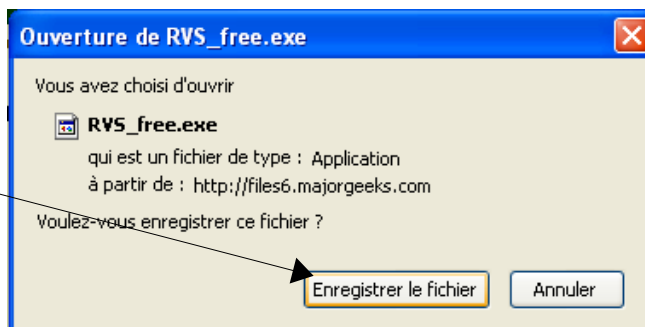 Ouverture de RVS_free.exe
Vous avez choisi d'ouvrir
RVS_free.exe
qui est un fichier de type : Application
à partir de : http://files6.majorgeeks.com
Voulez-vous enregistrer ce fichier ?
Enregistrer le fichier Annuler